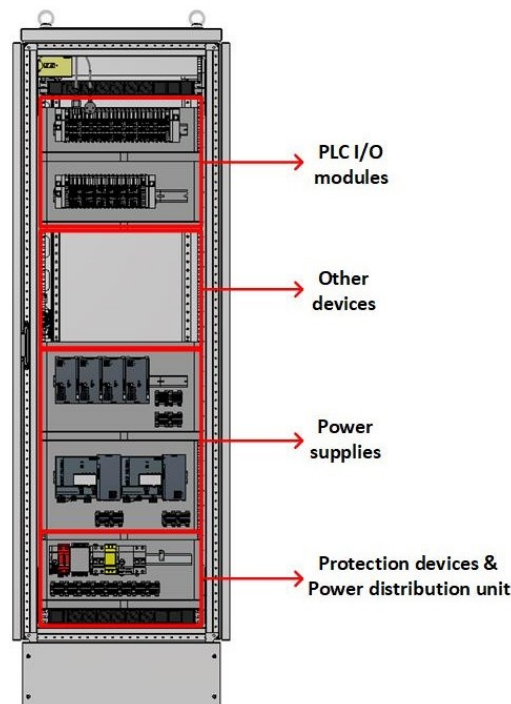 PLC I/O
modules
Other
devices
Power
supplies
Protection devices &
Power distribution unit